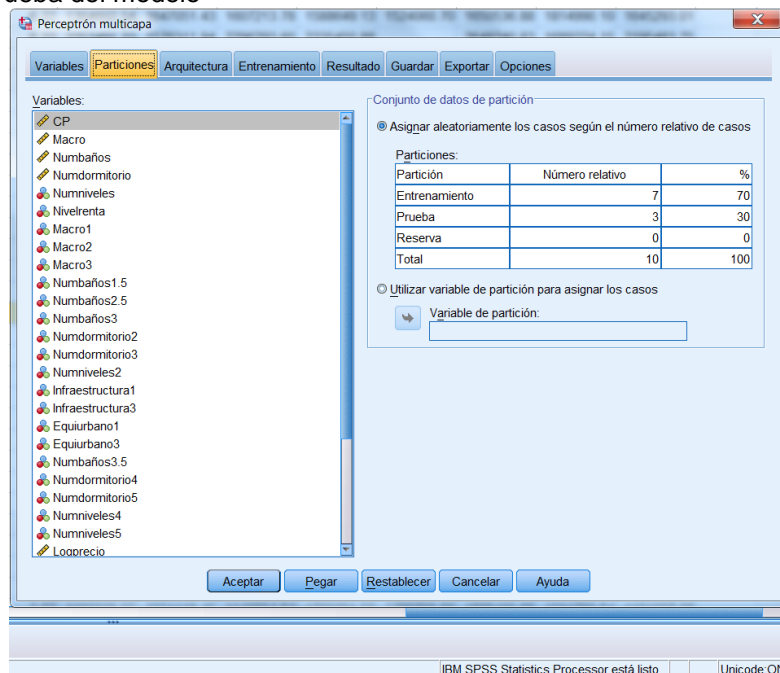 del modelo
Perceptrón multicapa
X
Variables Particiones Arquitectura Entrenamiento Resultado Guardar Exportar Opciones
Variables:
CP
Macro
Numbaños
Numdormitorio
Numniveles
Nivelrenta
Macro1
Macro2
Macro3
Numbaños1.5
Numbaños2.5
Numbaños3
Numdormitorio2
Numdormitorio3
Numniveles2
Infraestructura1
Infraestructura3
Equiurbano1
Equiurbano3
Numbaños3.5
Numdormitorio4
Numdormitorio5
Numniveles4
Numniveles5
Logprecio
Conjunto de datos de partición
Asignar aleatoriamente los casos según el número relativo de casos
Particiones:
Partición Número relativo %
Entrenamiento 7 70
Prueba 3 30
Reserva 0 0
Total 10 100
Utilizar variable de partición para asignar los casos
Variable de partición:
Aceptar Pegar Restablecer Cancelar Ayuda
IBM SPSS Statistics Processor está listo Unicode:ON